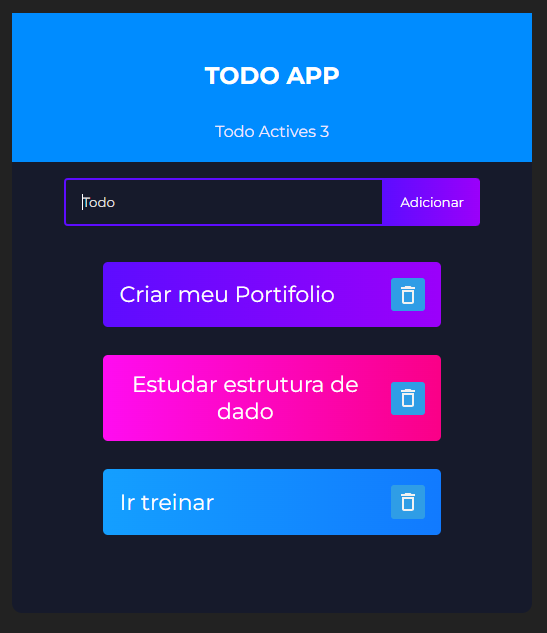 TODO APP
Todo Actives 3
Todo
Adicionar
Criar meu Portifolio
Estudar estrutura de
dado
Ir treinar